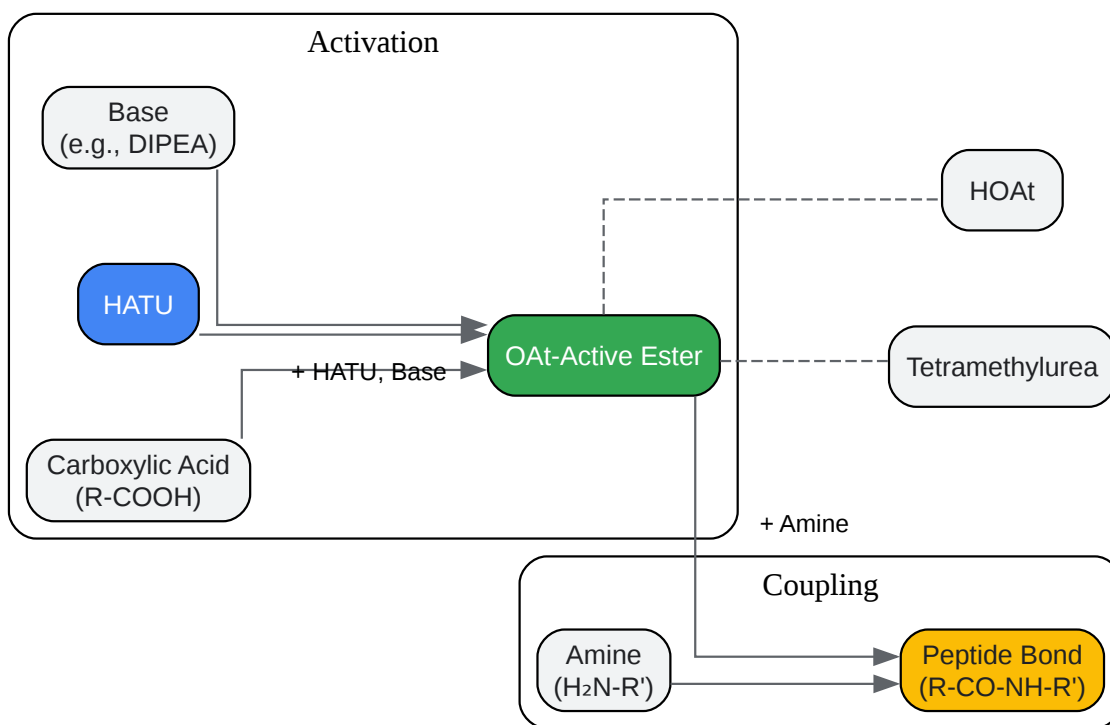 Activation
Base
(e.g., DIPEA)
HOAt
HATU
OAt-Active Ester
Tetramethylurea
+ HATU, Base
Carboxylic Acid
(R-COOH)
+ Amine
Coupling
Amine
(H₂N-R')
Peptide Bond
(R-CO-NH-R')